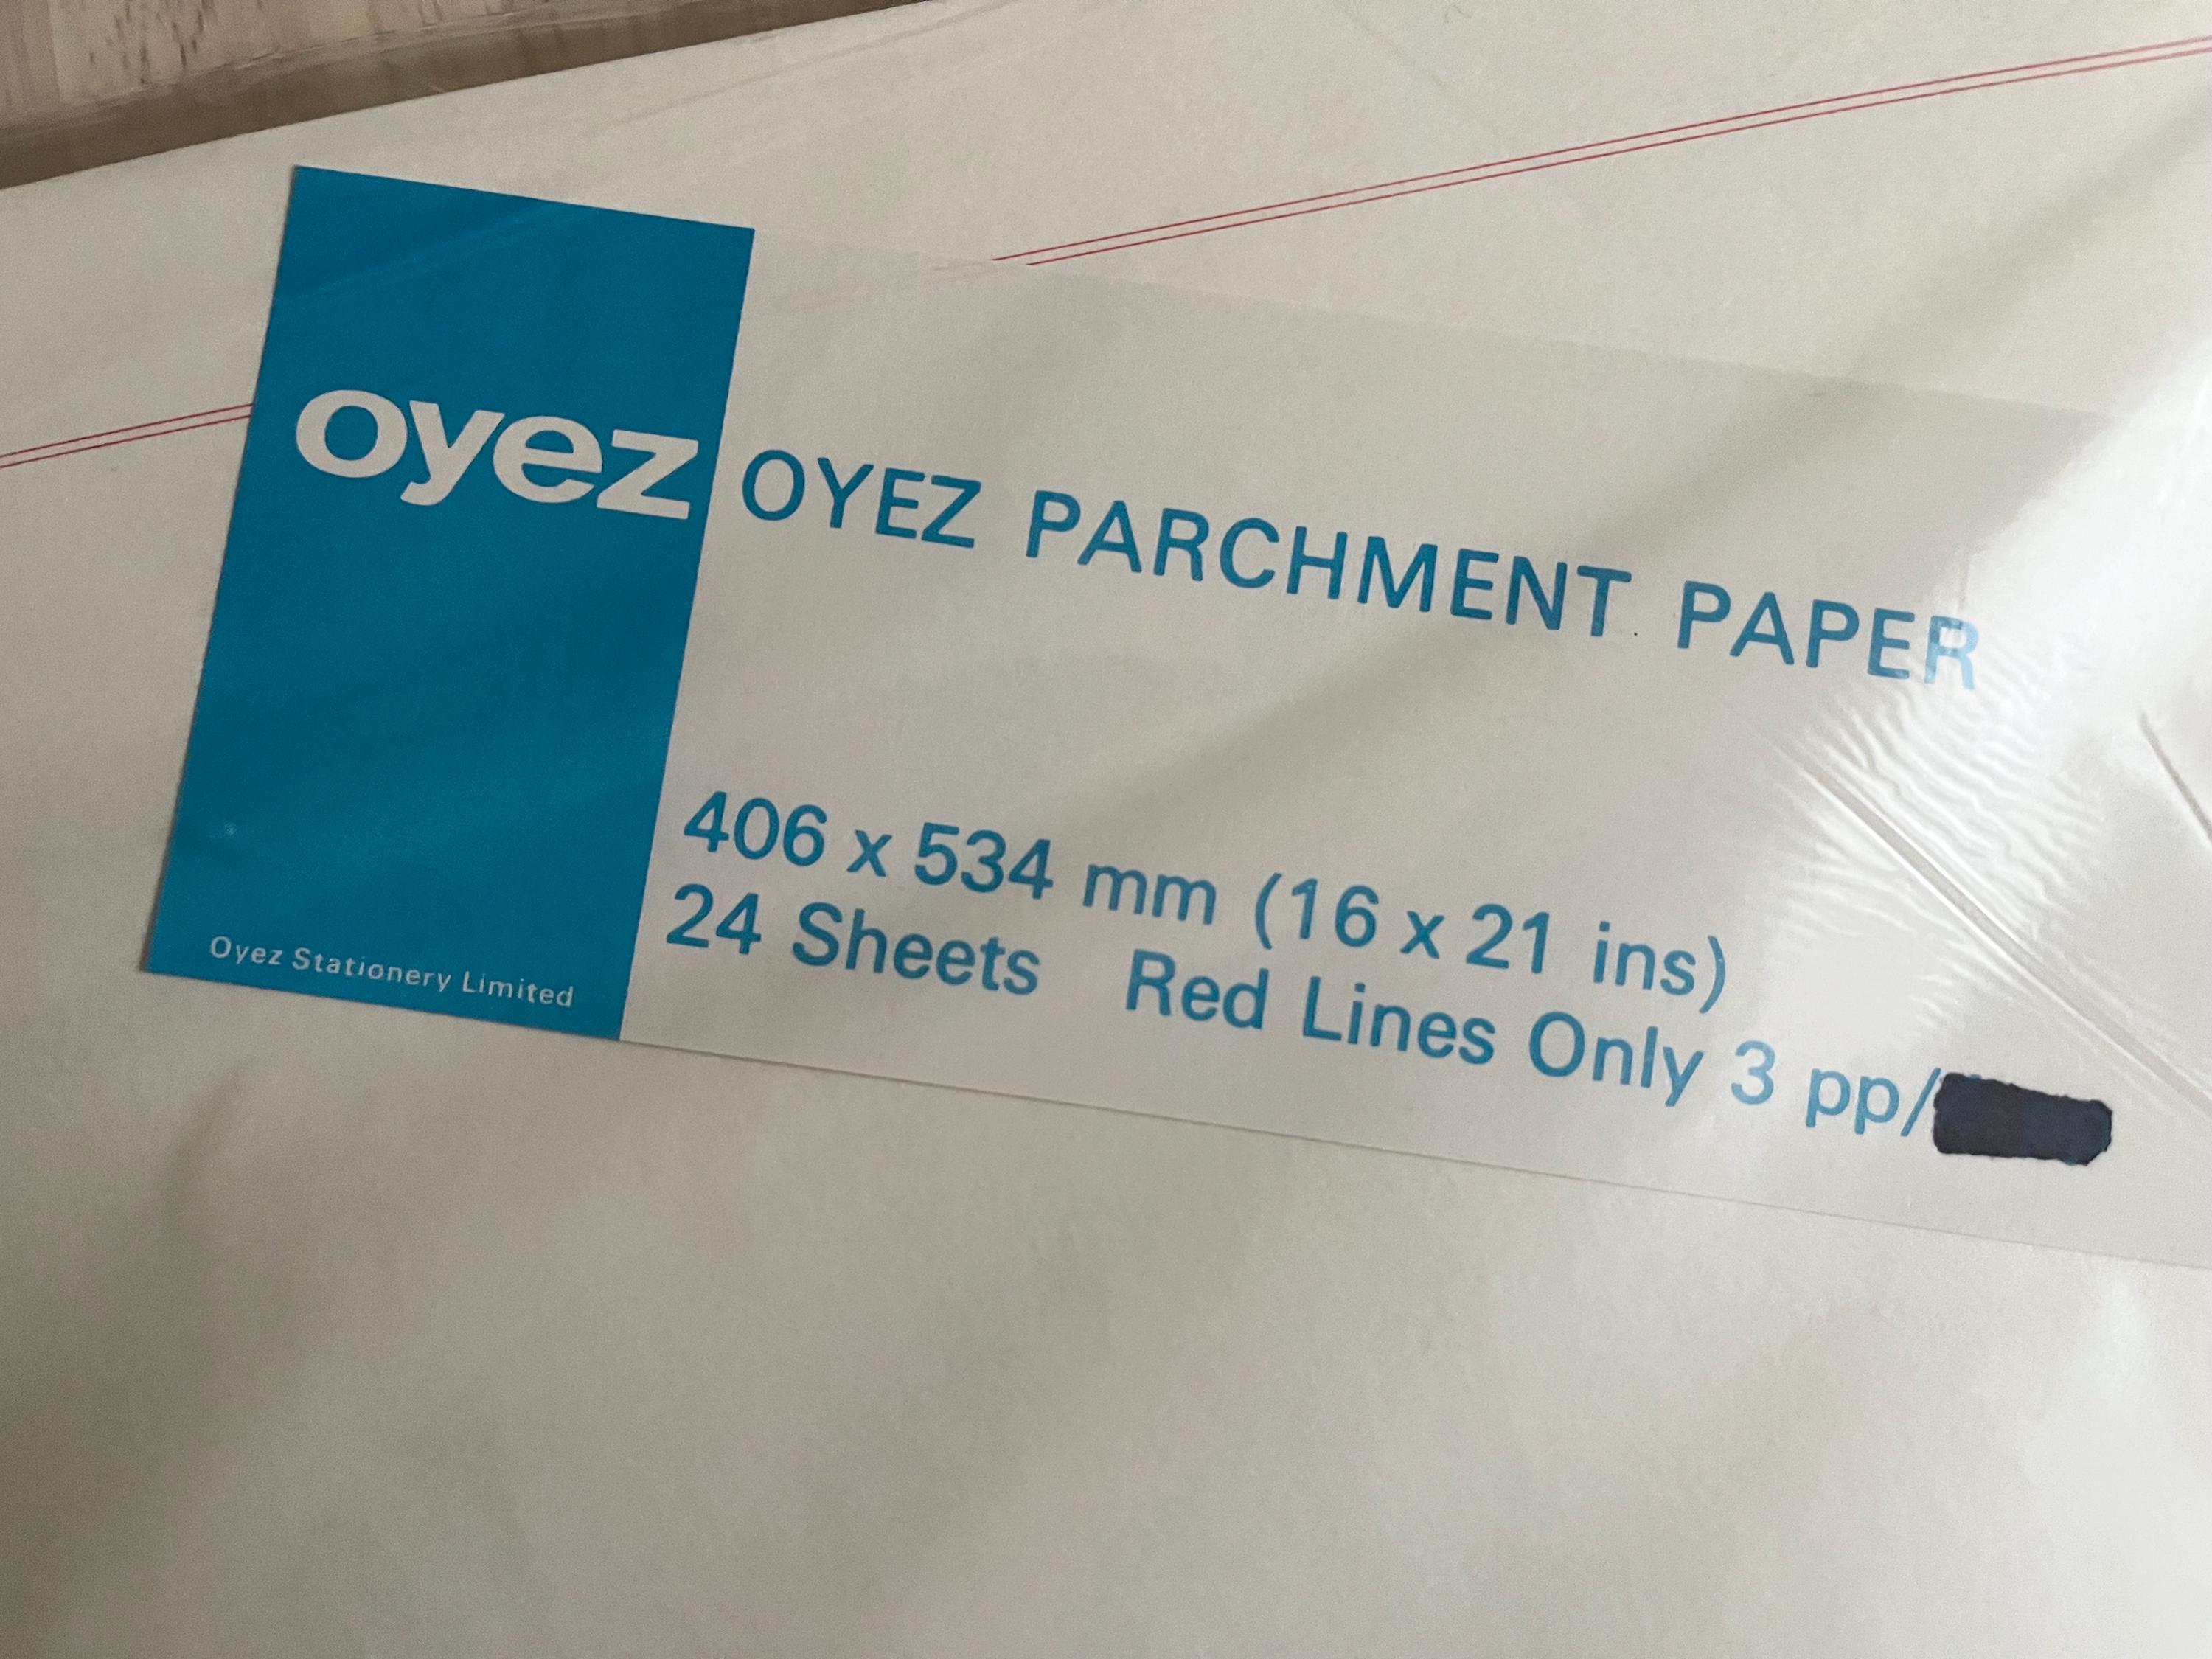 oyez
OYEZ PARCHMENT PAPER
406 x 534 mm (16 x 21 ins)
24 Sheets Red Lines Only 3 pp/
Oyez Stationery Limited